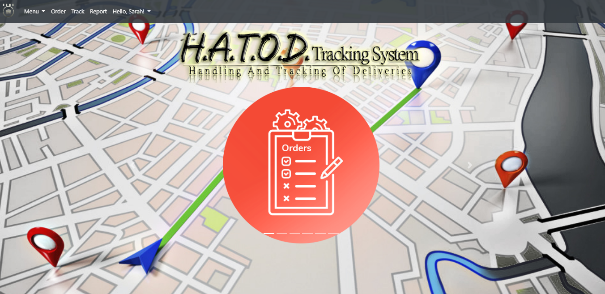 Menu Order Track Report Hello, Sarah!
H.A.T.O.D. Tracking System
Handling And Tracking Of Deliveries
Orders